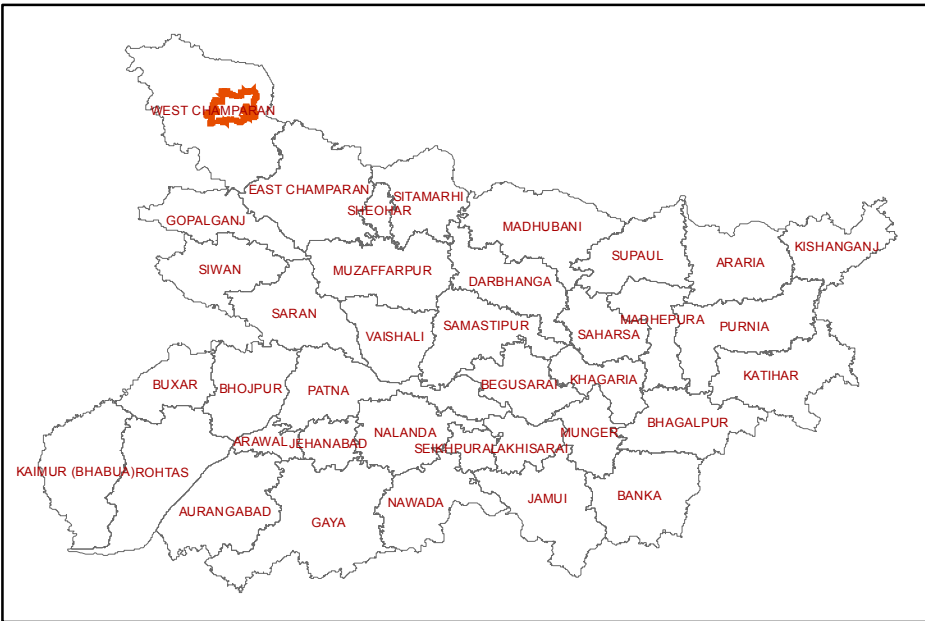 WEST CHAMPARAN
EAST CHAMPARAN
SITAMARHI
SHEOHAR
GOPALGANJ
MADHUBANI
KISHANGANJ
SUPAUL
ARARIA
SIWAN
MUZAFFARPUR
DARBHANGA
SARAN
MADHEPURA
SAMASTIPUR
PURNIA
VAISHALI
SAHARSA
KATIHAR
BUXAR
BHOJPUR
PATNA
BEGUSARAI
KHAGARIA
BHAGALPUR
NALANDA
MUNGER
ARAWAL
JEHANABAD
SEIKHPURA
LAKHISARAI
KAIMUR (BHABUA)
ROHTAS
BANKA
JAMUI
NAWADA
AURANGABAD
GAYA